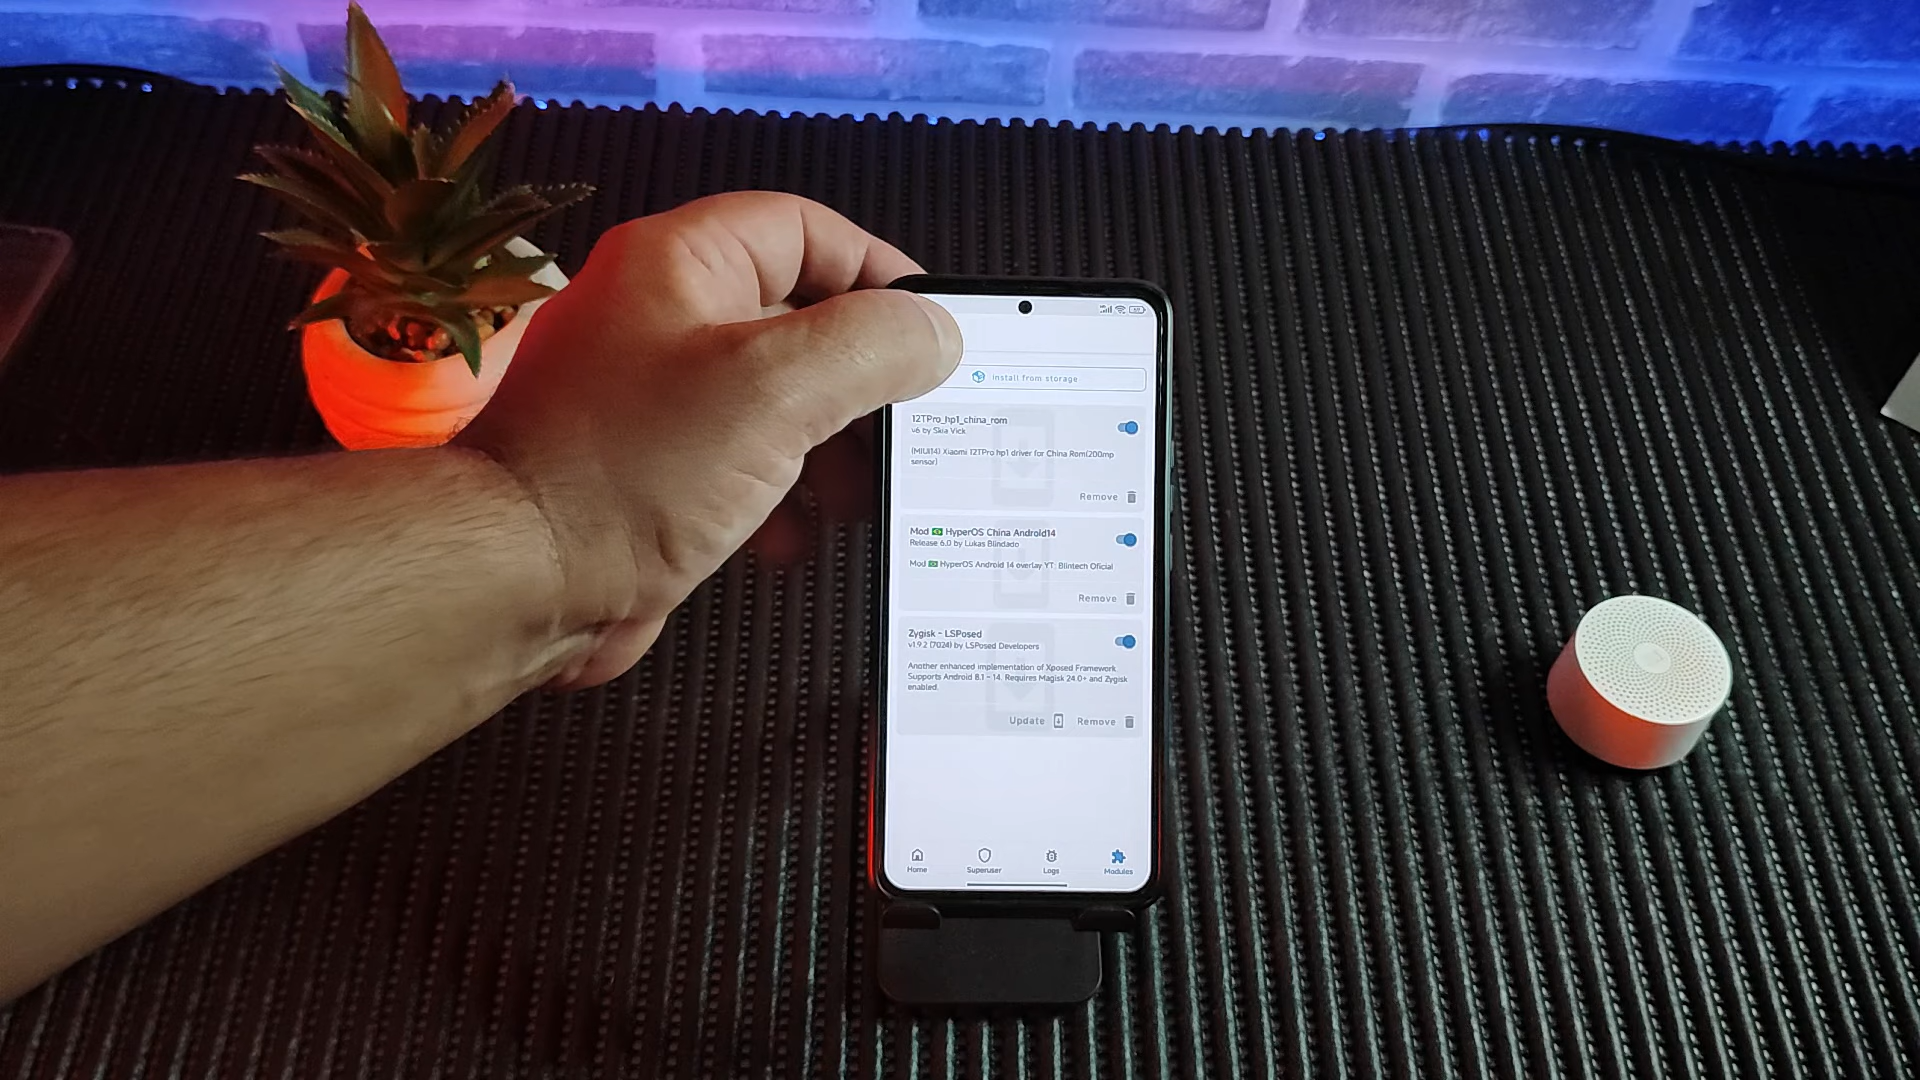 Install from storage
12TPro_hp1_china_rom
v6 by Skia Vick
(MIUI14) Xiaomi 12TPro hp1 driver for China Rom(200mp
sensor)
Remove
Mod 🇧🇷 HyperOS China Android14
Release 6.0 by Lukas Blindado
Mod 🇧🇷 HyperOS Android 14 overlay YT: Blintech Oficial
Remove
Zygisk - LSPosed
v1.9.2 (7024) by LSPosed Developers
Another enhanced implementation of Xposed Framework.
Supports Android 8.1 ~ 14. Requires Magisk 24.0+ and Zygisk
enabled.
Update Remove
Home Superuser Logs Modules